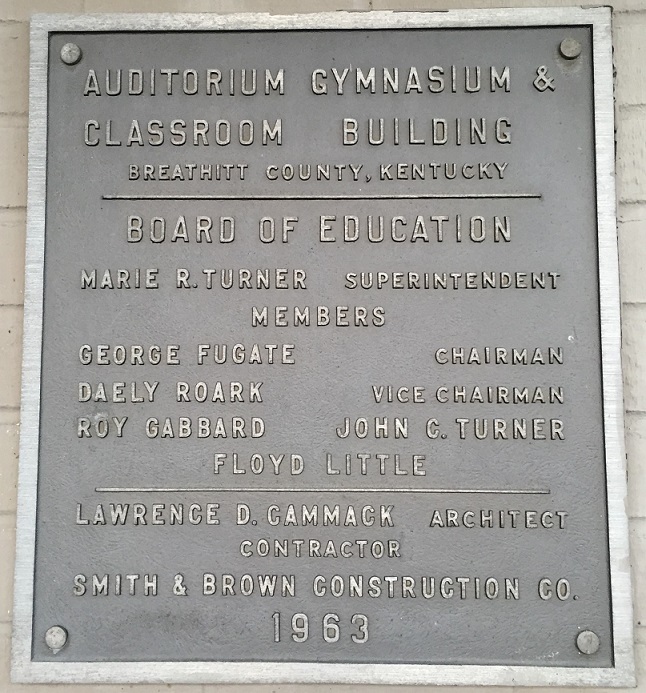 AUDITORIUM GYMNASIUM &
CLASSROOM BUILDING
BREATHITT COUNTY, KENTUCKY
BOARD OF EDUCATION
MARIE R. TURNER SUPERINTENDENT
MEMBERS
GEORGE FUGATE CHAIRMAN
DAELY ROARK VICE CHAIRMAN
ROY GABBARD JOHN C. TURNER
FLOYD LITTLE
LAWRENCE D. CAMMACK ARCHITECT
CONTRACTOR
SMITH & BROWN CONSTRUCTION CO.
1963